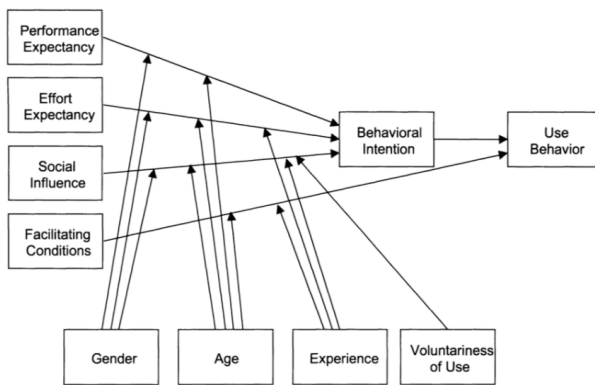 Performance
Expectancy
Effort
Expectancy
Social
Influence
Facilitating
Conditions
Behavioral
Intention
Use
Behavior
Gender
Age
Experience
Voluntariness
of Use